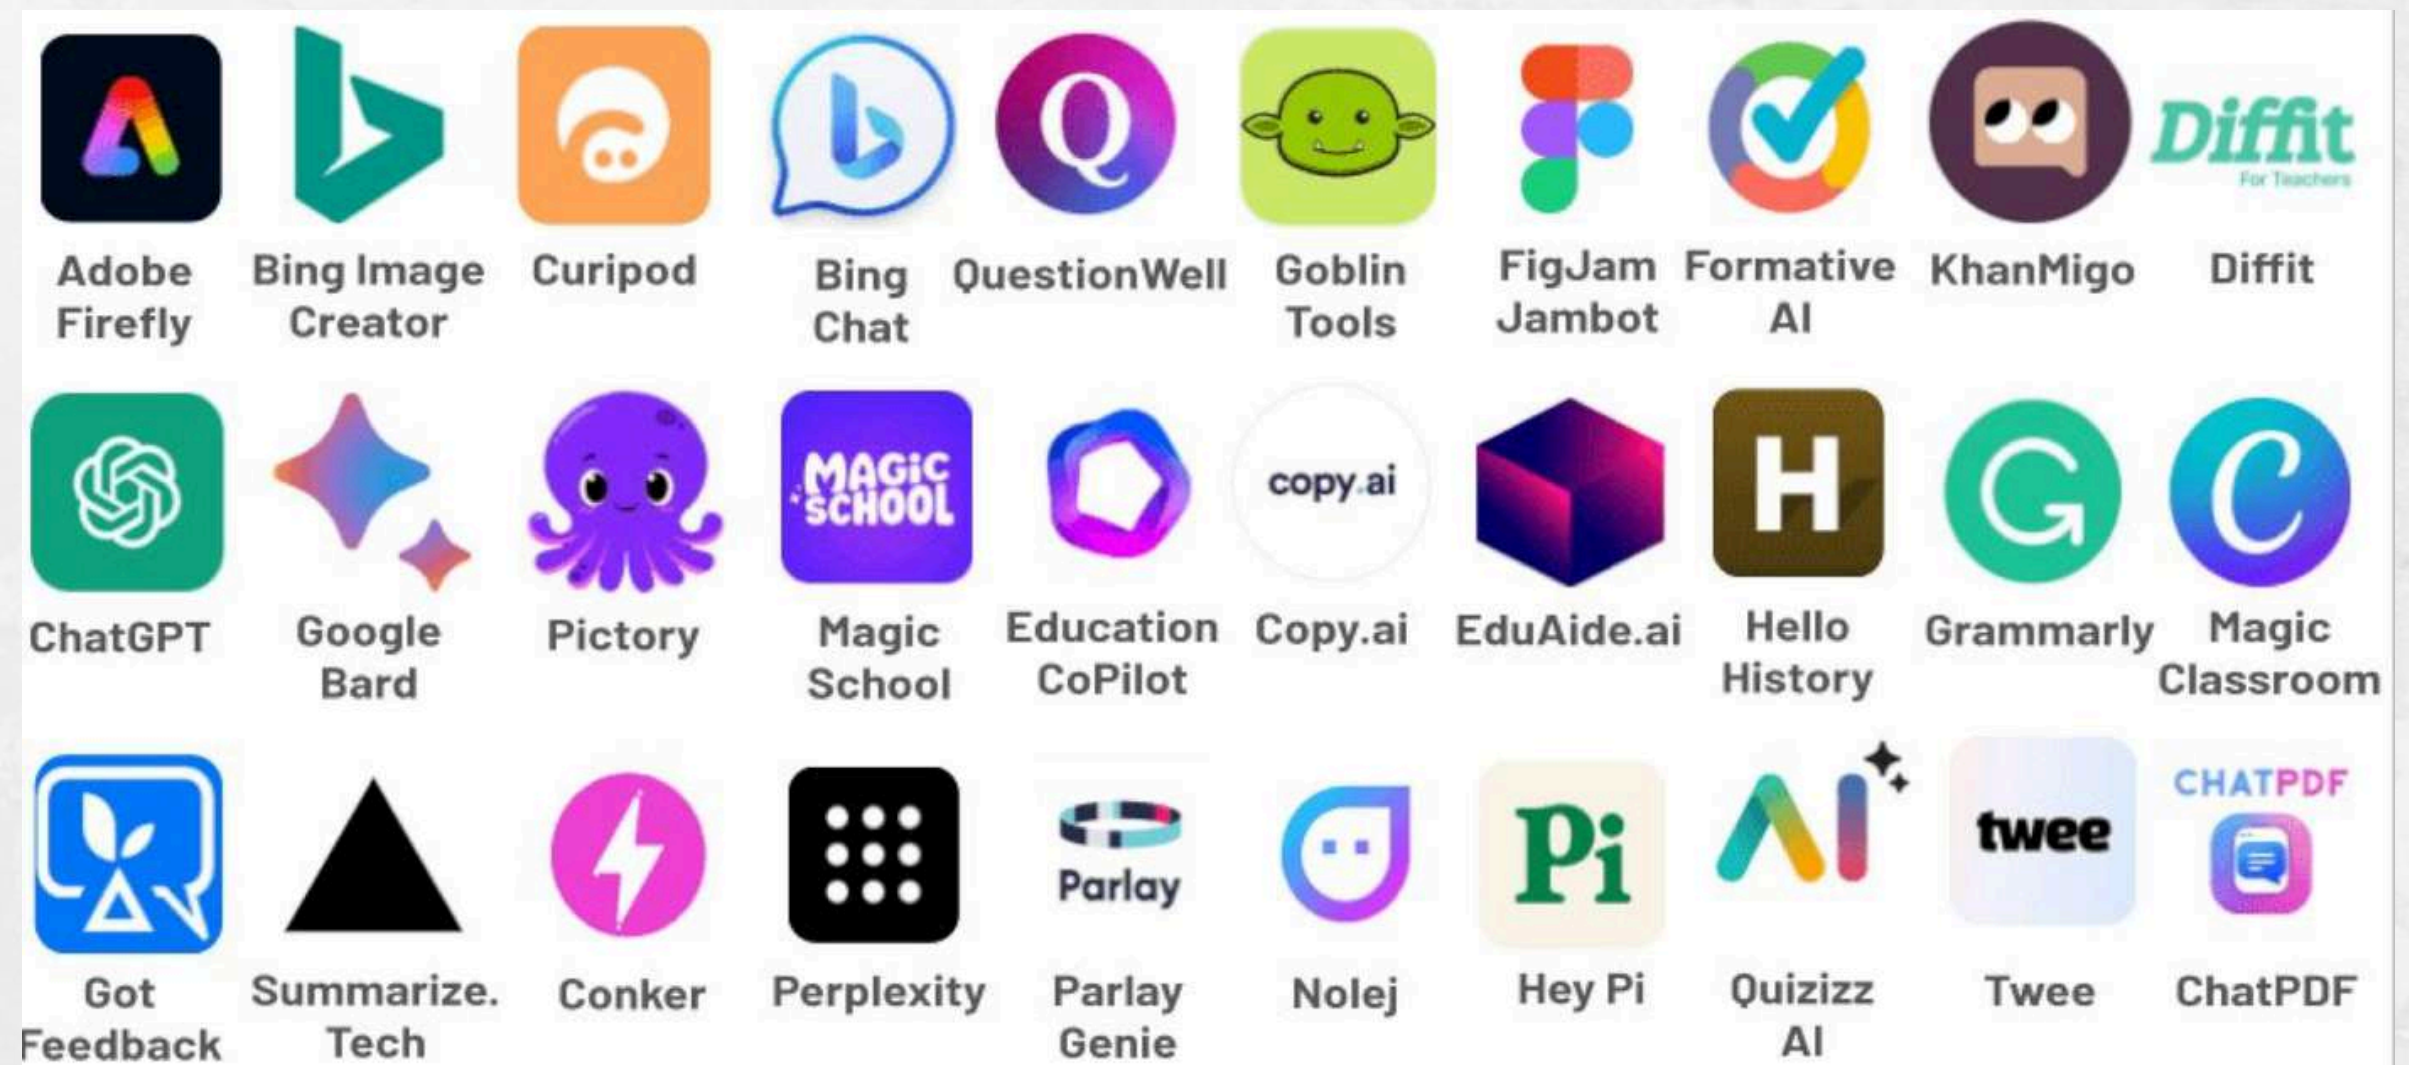 Diffit
For Teachers
Adobe
Firefly
Bing Image
Creator
Curipod
Bing
Chat
Q
QuestionWell
Goblin
Tools
FigJam
Jambot
Formative
AI
KhanMigo
Diffit
MAGiC
SCHOOL
copy.ai
H
G
C
ChatGPT
Google
Bard
Pictory
Magic
School
Education
CoPilot
Copy.ai
EduAide.ai
Hello
History
Grammarly
Magic
Classroom
Parlay
Pi
AI
twee
CHATPDF
Got
Feedback
Summarize.
Tech
Conker
Perplexity
Parlay
Genie
Nolej
Hey Pi
Quizizz
AI
Twee
ChatPDF